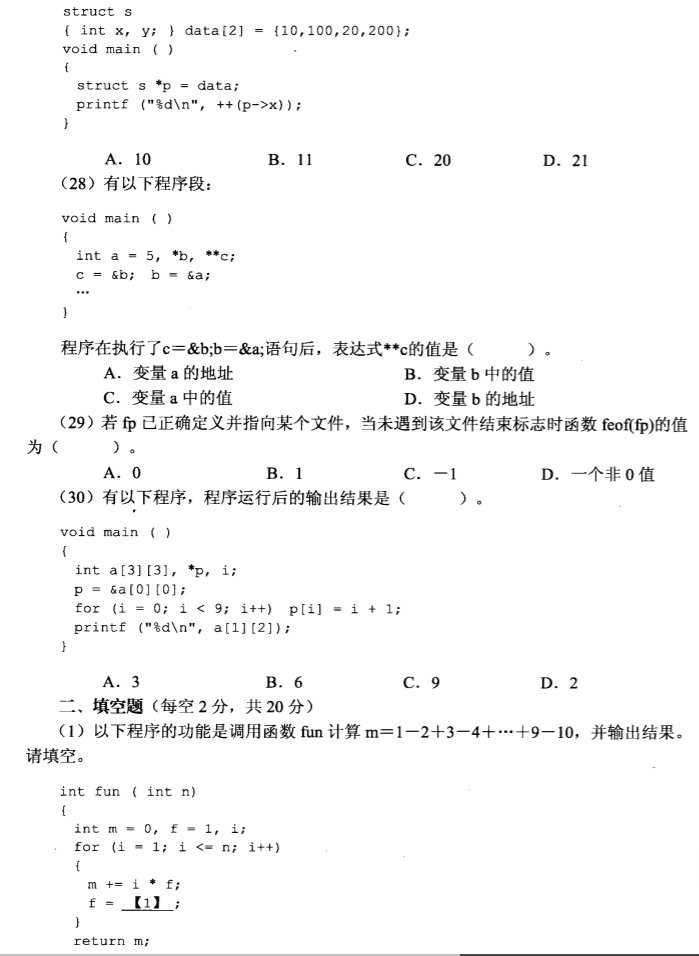 struct s
{ int x, y; } data[2] = {10,100,20,200};
void main ( )
{
struct s *p = data;
printf ("%d\n", ++(p->x));
}
A．10 B．11 C．20 D．21
（28）有以下程序段：
void main ( )
{
int a = 5, *b, **c;
c = &b; b = &a;
…
}
程序在执行了c＝&b;b＝&a;语句后，表达式**c的值是（ ）。
A．变量 a 的地址 B．变量 b 中的值
C．变量 a 中的值 D．变量 b 的地址
（29）若 fp 已正确定义并指向某个文件，当未遇到该文件结束标志时函数 feof(fp)的值
为（ ）。
A．0 B．1 C．－1 D．一个非 0 值
（30）有以下程序，程序运行后的输出结果是（ ）。
void main ( )
{
int a[3][3], *p, i;
p = &a[0][0];
for (i = 0; i < 9; i++) p[i] = i + 1;
printf ("%d\n", a[1][2]);
}
A．3 B．6 C．9 D．2
二、填空题（每空 2 分，共 20 分）
（1）以下程序的功能是调用函数 fun 计算 m＝1－2＋3－4＋…＋9－10，并输出结果。
请填空。
int fun ( int n)
{
int m = 0, f = 1, i;
for (i = 1; i <= n; i++)
{
m += i * f;
f = 【1】 ;
}
return m;